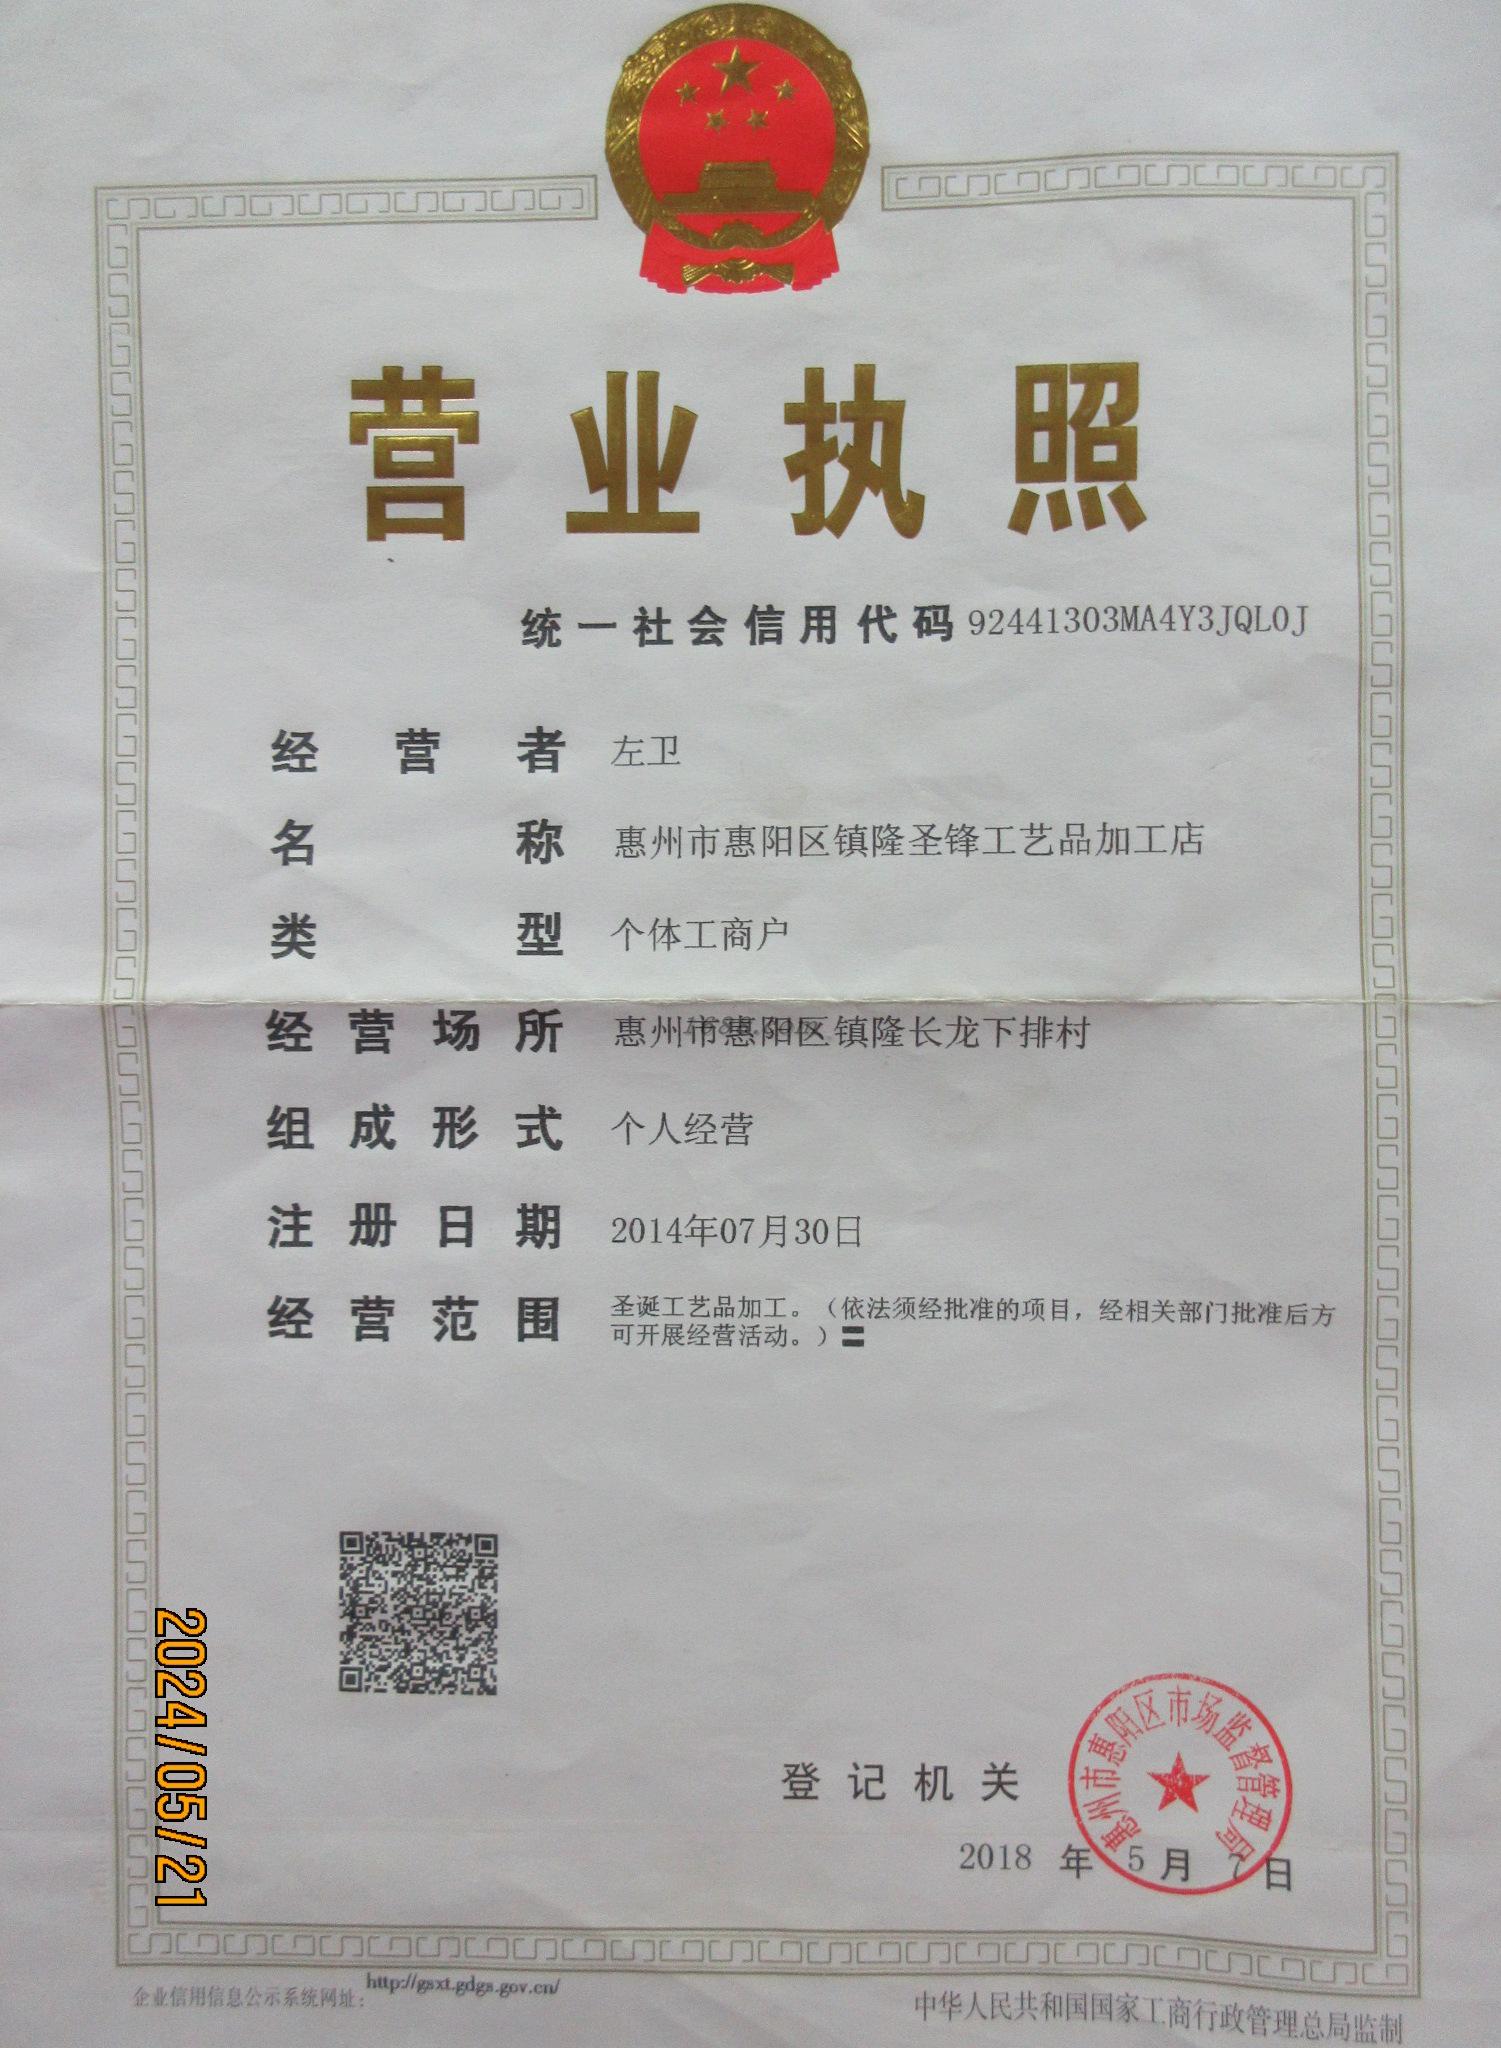 营业执照
统一社会信用代码 92441303MA4Y3JQL0J
经营者 左卫
名称 惠州市惠阳区镇隆圣锋工艺品加工店
类型 个体工商户
经营场所 惠州市惠阳区镇隆长龙下排村
组成形式 个人经营
注册日期 2014年07月30日
经营范围 圣诞工艺品加工。（依法须经批准的项目，经相关部门批准后方
可开展经营活动。）〓
2024/05/21
登记机关
惠州市惠阳区市场监督管理局
2018 年 5 月 7 日
企业信用信息公示系统网址： http://gsxt.gdgs.gov.cn/
中华人民共和国国家工商行政管理总局监制